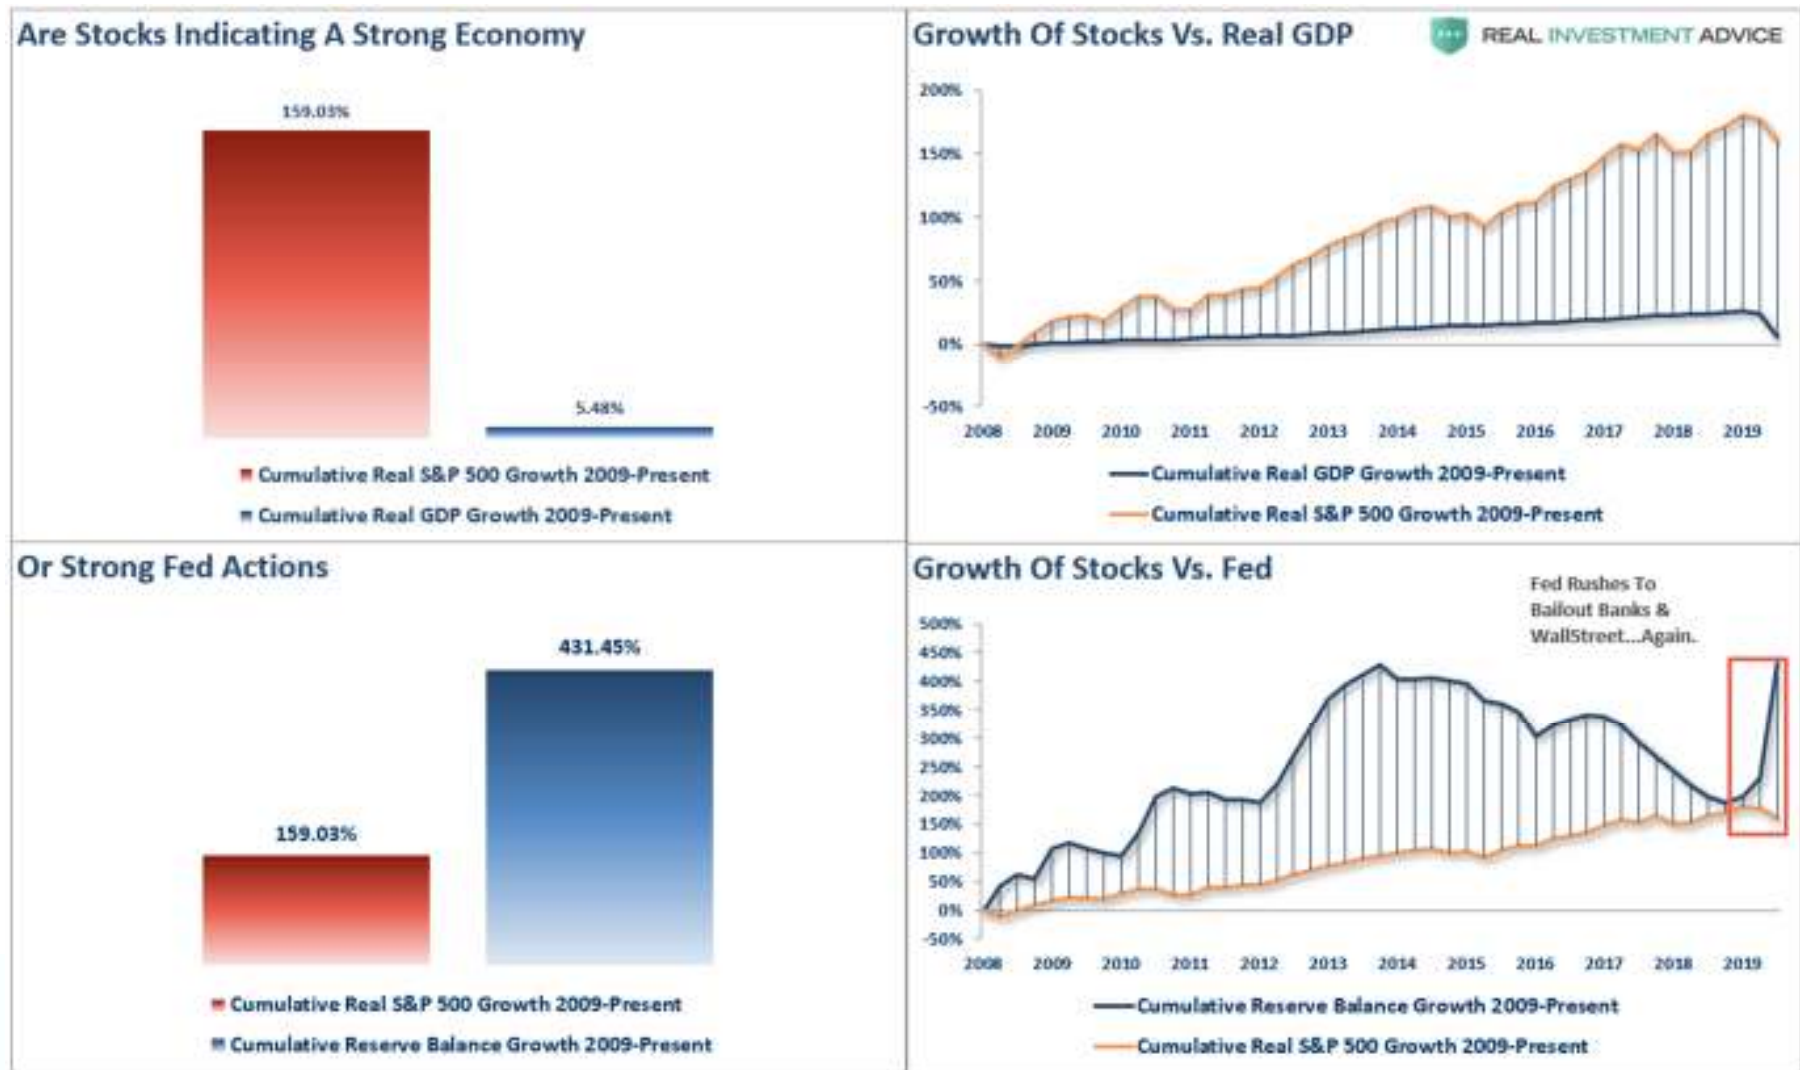 Are Stocks Indicating A Strong Economy
159.03%
5.48%
Cumulative Real S&P 500 Growth 2009-Present
Cumulative Real GDP Growth 2009-Present
Growth Of Stocks Vs. Real GDP
REAL INVESTMENT ADVICE
200%
150%
100%
50%
0%
-50%
2008 2009 2010 2011 2012 2013 2014 2015 2016 2017 2018 2019
Cumulative Real GDP Growth 2009-Present
Cumulative Real S&P 500 Growth 2009-Present
Or Strong Fed Actions
431.45%
159.03%
Cumulative Real S&P 500 Growth 2009-Present
Cumulative Reserve Balance Growth 2009-Present
Growth Of Stocks Vs. Fed
Fed Rushes To
Bailout Banks &
WallStreet...Again.
500%
450%
400%
350%
300%
250%
200%
150%
100%
50%
0%
-50%
2008 2009 2010 2011 2012 2013 2014 2015 2016 2017 2018 2019
Cumulative Reserve Balance Growth 2009-Present
Cumulative Real S&P 500 Growth 2009-Present